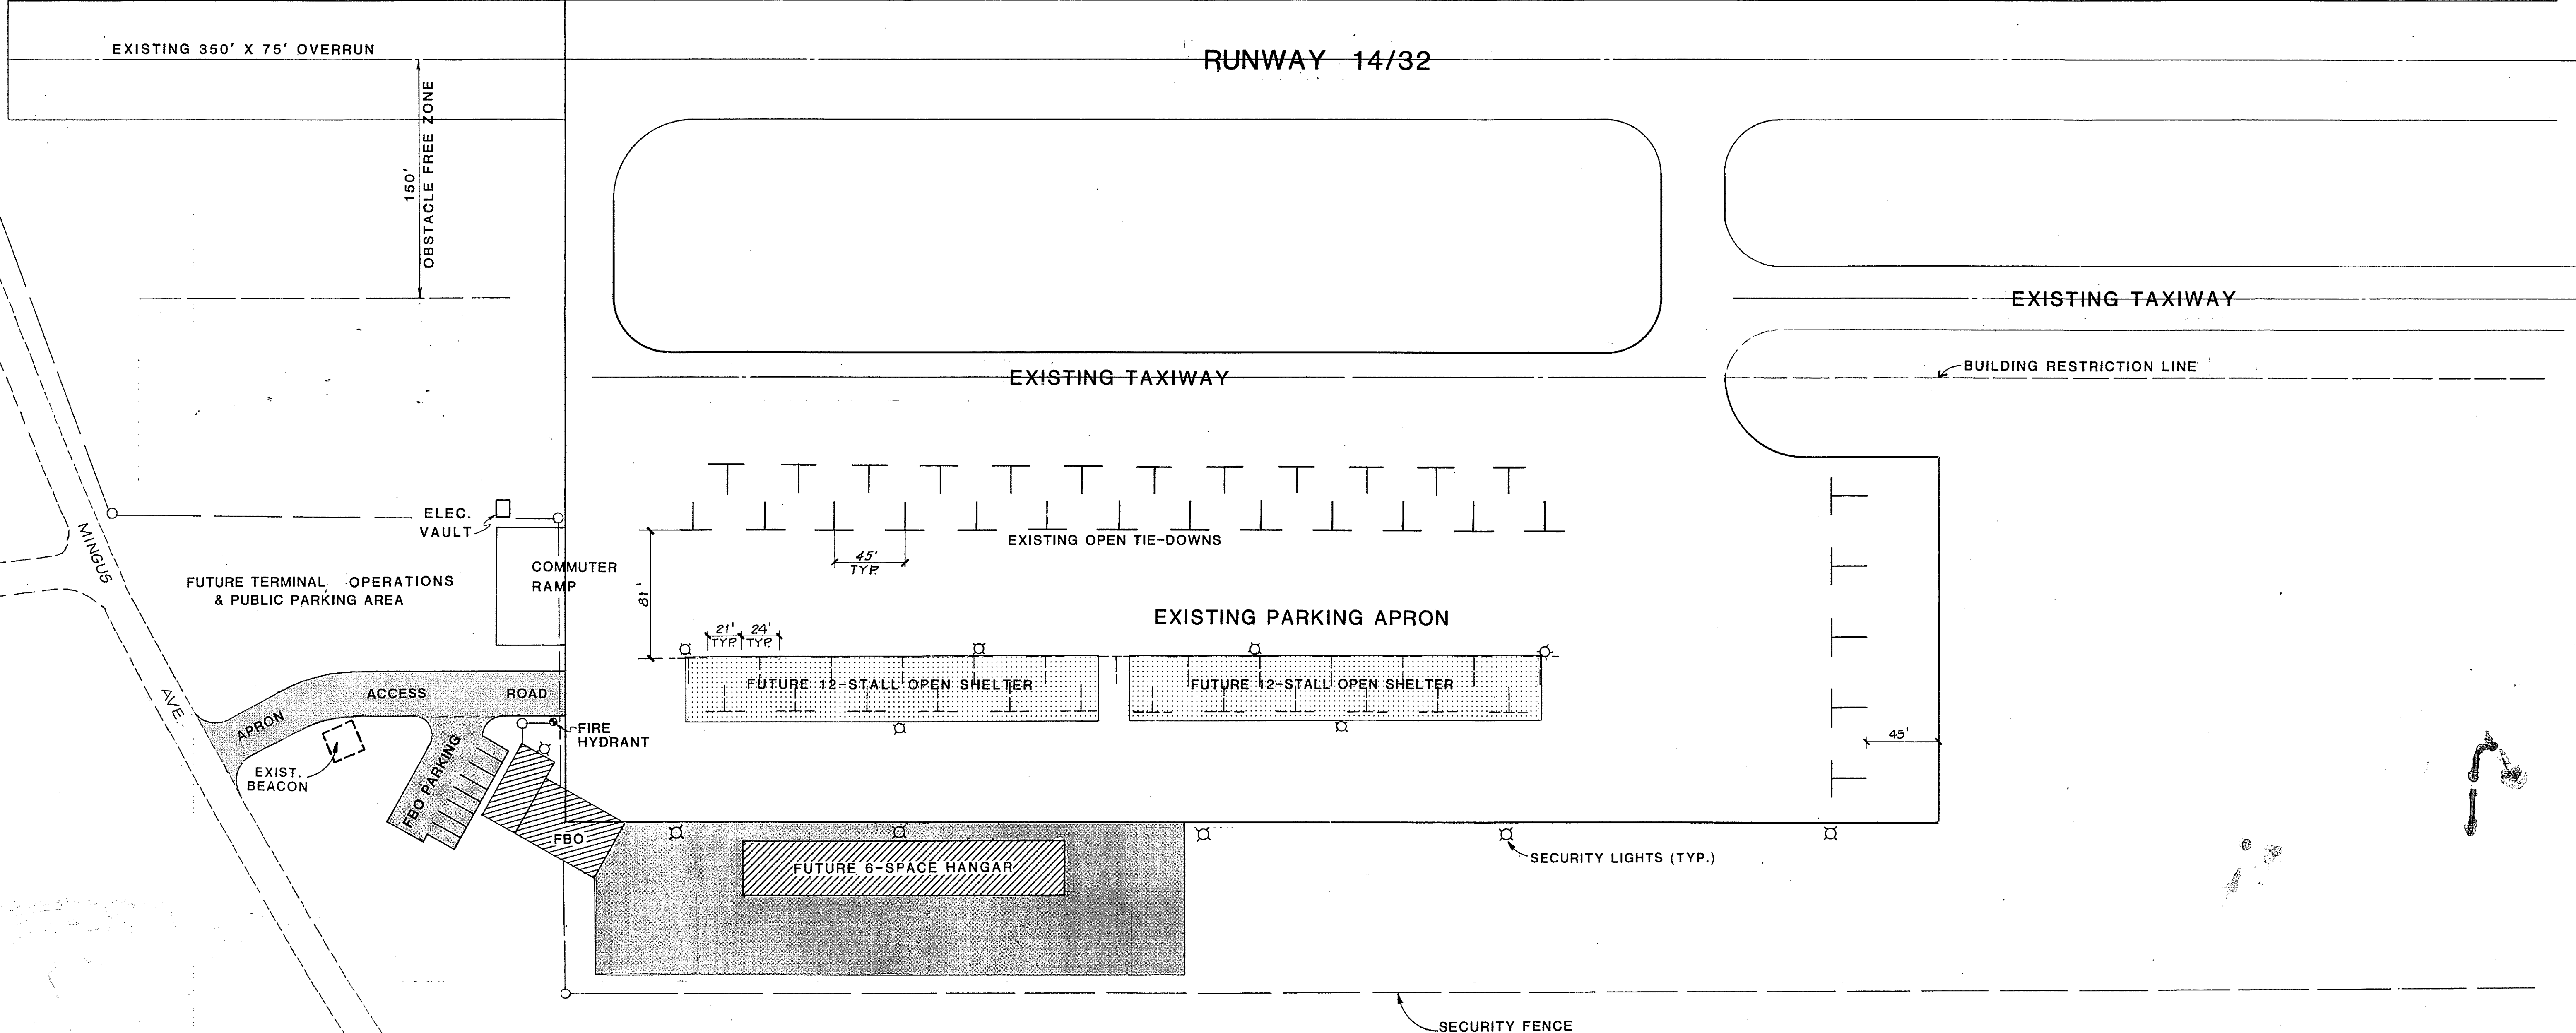 EXISTING 350' X 75' OVERRUN
RUNWAY 14/32
150'
OBSTACLE FREE ZONE
EXISTING TAXIWAY
BUILDING RESTRICTION LINE
EXISTING TAXIWAY
ELEC.
VAULT
MINGUS
AVE.
EXISTING OPEN TIE-DOWNS
45'
TYP.
COMMUTER
RAMP
81'
FUTURE TERMINAL OPERATIONS
& PUBLIC PARKING AREA
EXISTING PARKING APRON
21'
TYP.
24'
TYP.
FUTURE 12-STALL OPEN SHELTER
FUTURE 12-STALL OPEN SHELTER
APRON ACCESS ROAD
FIRE
HYDRANT
45'
EXIST.
BEACON
FBO PARKING
FBO
FUTURE 6-SPACE HANGAR
SECURITY LIGHTS (TYP.)
SECURITY FENCE